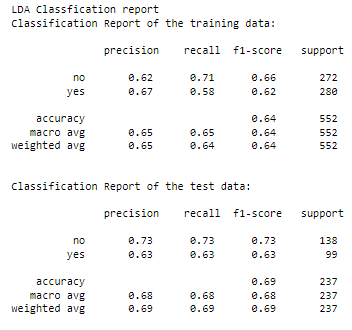 LDA Classfication report
Classification Report of the training data:
precision recall f1-score support
no 0.62 0.71 0.66 272
yes 0.67 0.58 0.62 280
accuracy 0.64 552
macro avg 0.65 0.65 0.64 552
weighted avg 0.65 0.64 0.64 552
Classification Report of the test data:
precision recall f1-score support
no 0.73 0.73 0.73 138
yes 0.63 0.63 0.63 99
accuracy 0.69 237
macro avg 0.68 0.68 0.68 237
weighted avg 0.69 0.69 0.69 237